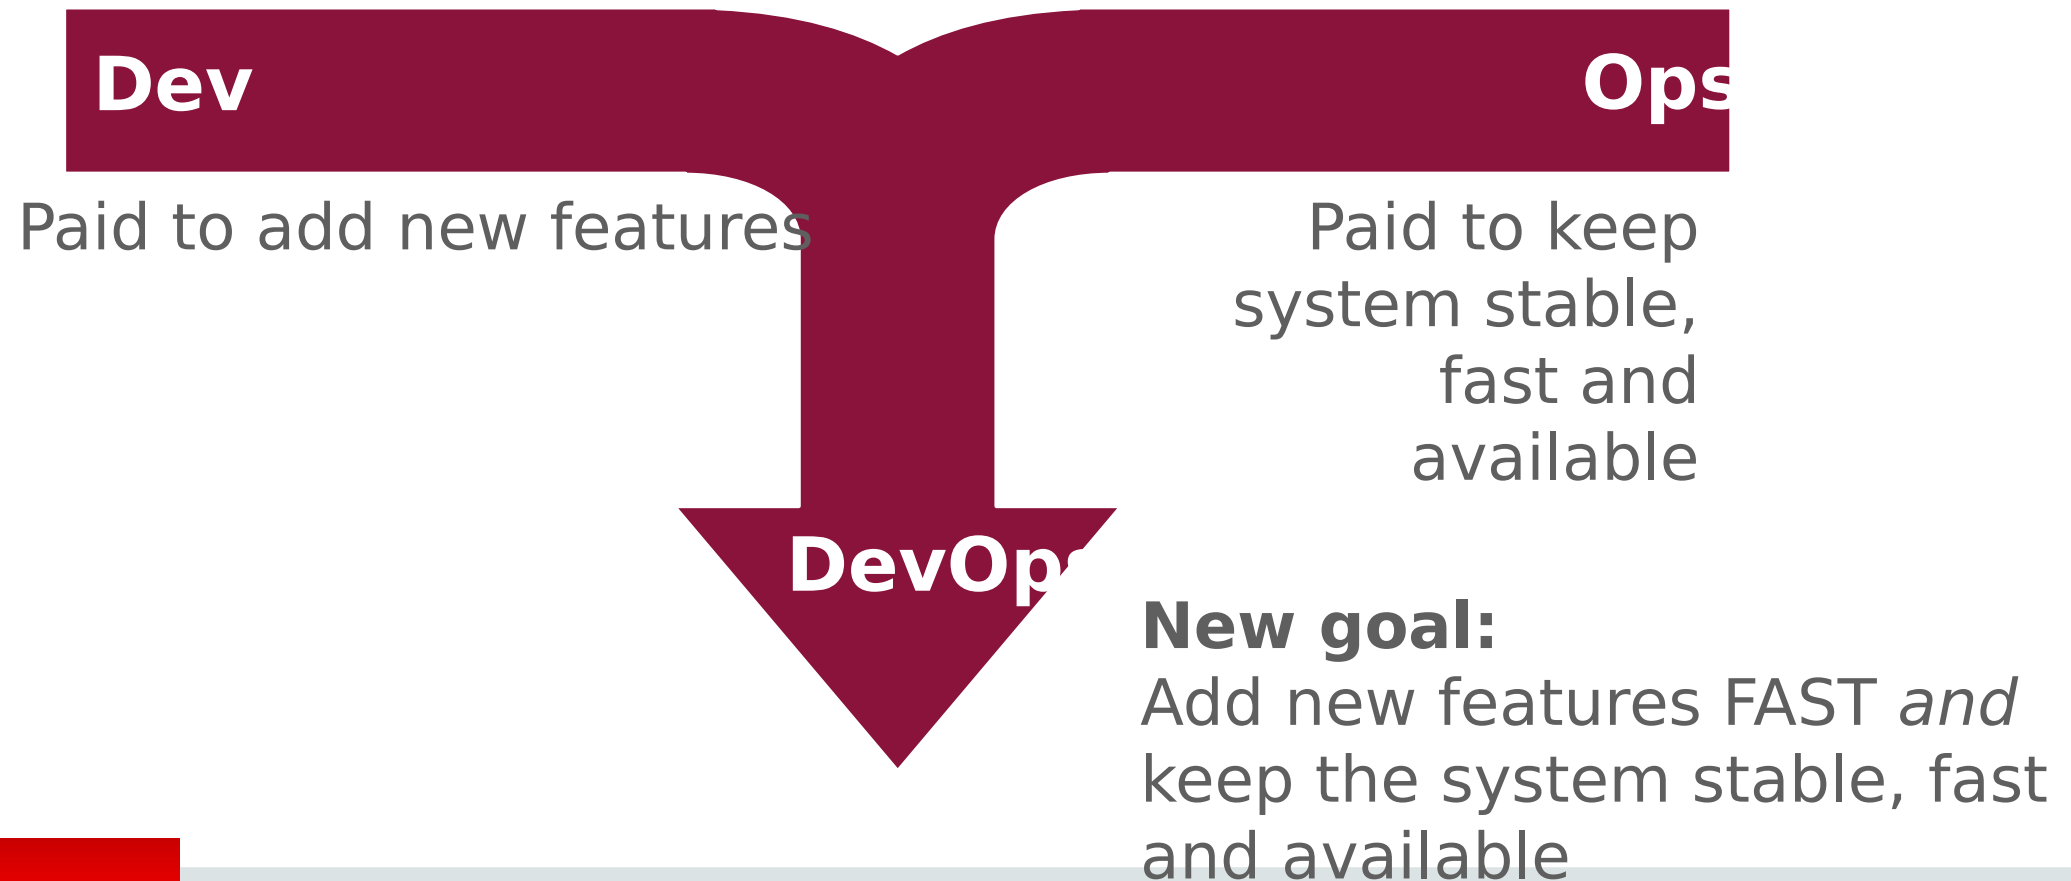 Dev
Ops
Paid to add new features
Paid to keep
system stable,
fast and
available
DevOps
New goal:
Add new features FAST and
keep the system stable, fast
and available